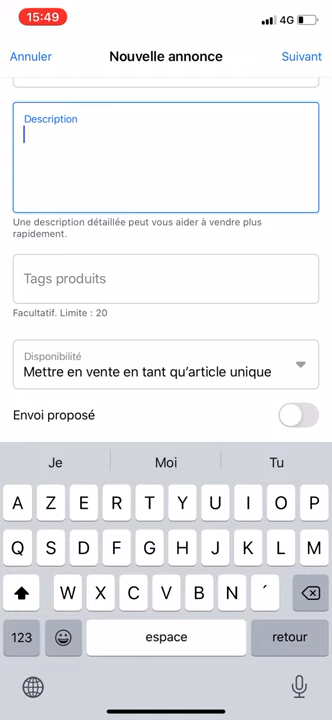 15:49
4G
Annuler Nouvelle annonce Suivant
Description
Une description détaillée peut vous aider à vendre plus
rapidement.
Tags produits
Facultatif. Limite : 20
Disponibilité
Mettre en vente en tant qu'article unique
Envoi proposé
Je Moi Tu
A Z E R T Y U I O P
Q S D F G H J K L M
W X C V B N ´
123 espace retour